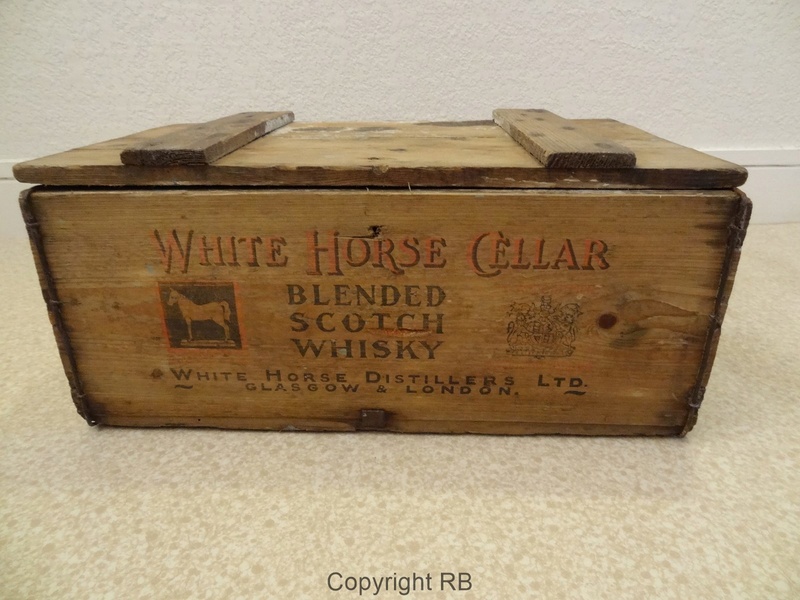 WHITE HORSE CELLAR
BLENDED
SCOTCH
WHISKY
WHITE HORSE DISTILLERS LTD.
GLASGOW & LONDON.
Copyright RB